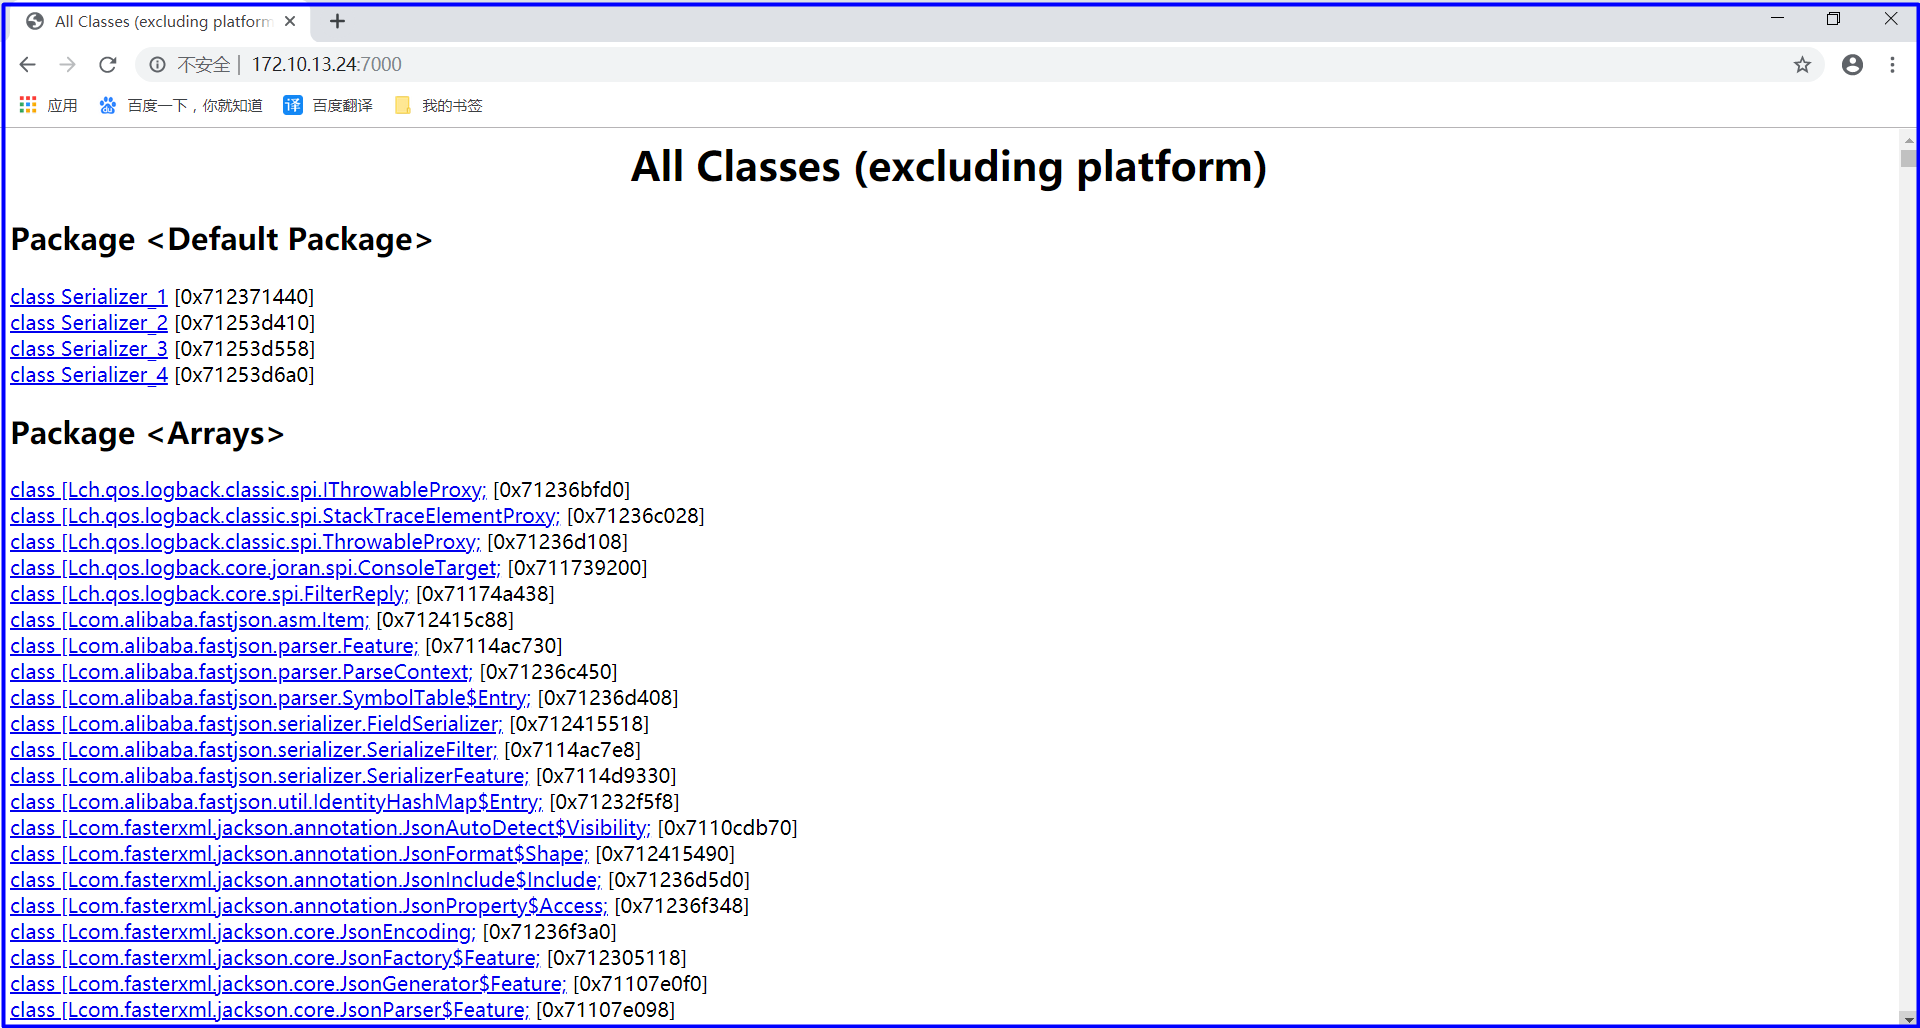 All Classes (excluding platform
不安全 | 172.10.13.24:7000
应用 百度一下，你就知道 译 百度翻译 我的书签
All Classes (excluding platform)
Package <Default Package>
class Serializer_1 [0x712371440]
class Serializer_2 [0x71253d410]
class Serializer_3 [0x71253d558]
class Serializer_4 [0x71253d6a0]
Package <Arrays>
class [Lch.qos.logback.classic.spi.IThrowableProxy; [0x71236bfd0]
class [Lch.qos.logback.classic.spi.StackTraceElementProxy; [0x71236c028]
class [Lch.qos.logback.classic.spi.ThrowableProxy; [0x71236d108]
class [Lch.qos.logback.core.joran.spi.ConsoleTarget; [0x711739200]
class [Lch.qos.logback.core.spi.FilterReply; [0x71174a438]
class [Lcom.alibaba.fastjson.asm.Item; [0x712415c88]
class [Lcom.alibaba.fastjson.parser.Feature; [0x7114ac730]
class [Lcom.alibaba.fastjson.parser.ParseContext; [0x71236c450]
class [Lcom.alibaba.fastjson.parser.SymbolTable$Entry; [0x71236d408]
class [Lcom.alibaba.fastjson.serializer.FieldSerializer; [0x712415518]
class [Lcom.alibaba.fastjson.serializer.SerializeFilter; [0x7114ac7e8]
class [Lcom.alibaba.fastjson.serializer.SerializerFeature; [0x7114d9330]
class [Lcom.alibaba.fastjson.util.IdentityHashMap$Entry; [0x71232f5f8]
class [Lcom.fasterxml.jackson.annotation.JsonAutoDetect$Visibility; [0x7110cdb70]
class [Lcom.fasterxml.jackson.annotation.JsonFormat$Shape; [0x712415490]
class [Lcom.fasterxml.jackson.annotation.JsonInclude$Include; [0x71236d5d0]
class [Lcom.fasterxml.jackson.annotation.JsonProperty$Access; [0x71236f348]
class [Lcom.fasterxml.jackson.core.JsonEncoding; [0x71236f3a0]
class [Lcom.fasterxml.jackson.core.JsonFactory$Feature; [0x712305118]
class [Lcom.fasterxml.jackson.core.JsonGenerator$Feature; [0x71107e0f0]
class [Lcom.fasterxml.jackson.core.JsonParser$Feature; [0x71107e098]